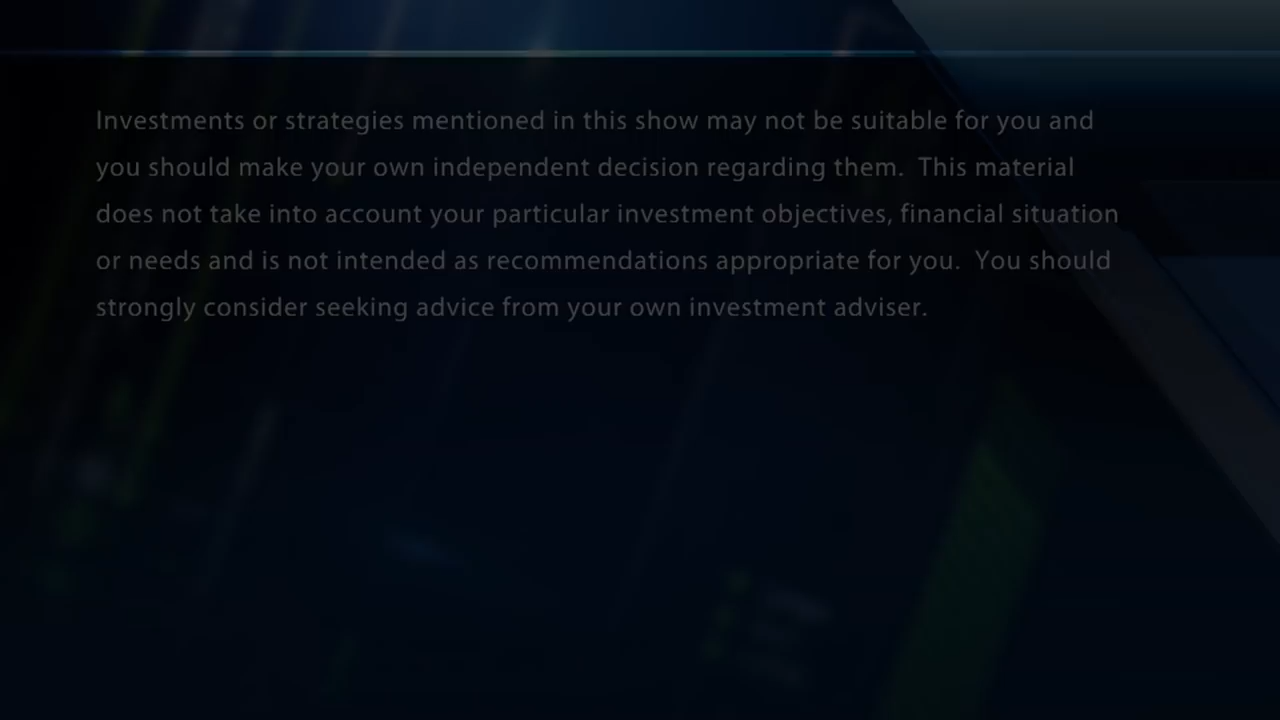 Investments or strategies mentioned in this show may not be suitable for you and
you should make your own independent decision regarding them.  This material
does not take into account your particular investment objectives, financial situation
or needs and is not intended as recommendations appropriate for you.  You should
strongly consider seeking advice from your own investment adviser.